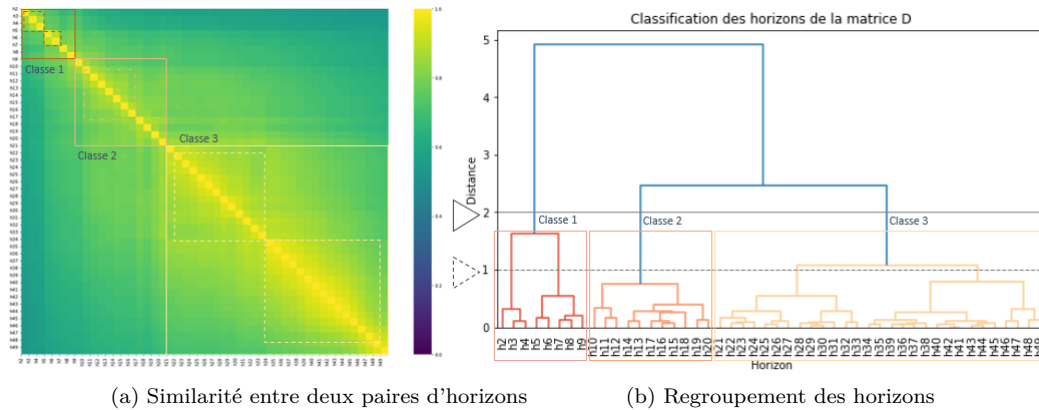 Classification des horizons de la matrice D
Classe 1
Classe 2
Classe 3
1.0
0.8
0.6
0.4
0.2
0.0
Distance
5
4
3
2
1
0
Classe 1
Classe 2
Classe 3
h2 h3 h4 h5 h6 h7 h8 h9 h10 h11 h12 h14 h13 h17 h16 h15 h18 h19 h20 h21 h22 h23 h24 h25 h26 h27 h28 h29 h30 h31 h32 h33 h34 h35 h39 h36 h37 h38 h40 h41 h42 h43 h44 h45 h46 h47 h48 h49
Horizon
(a) Similarité entre deux paires d'horizons
(b) Regroupement des horizons